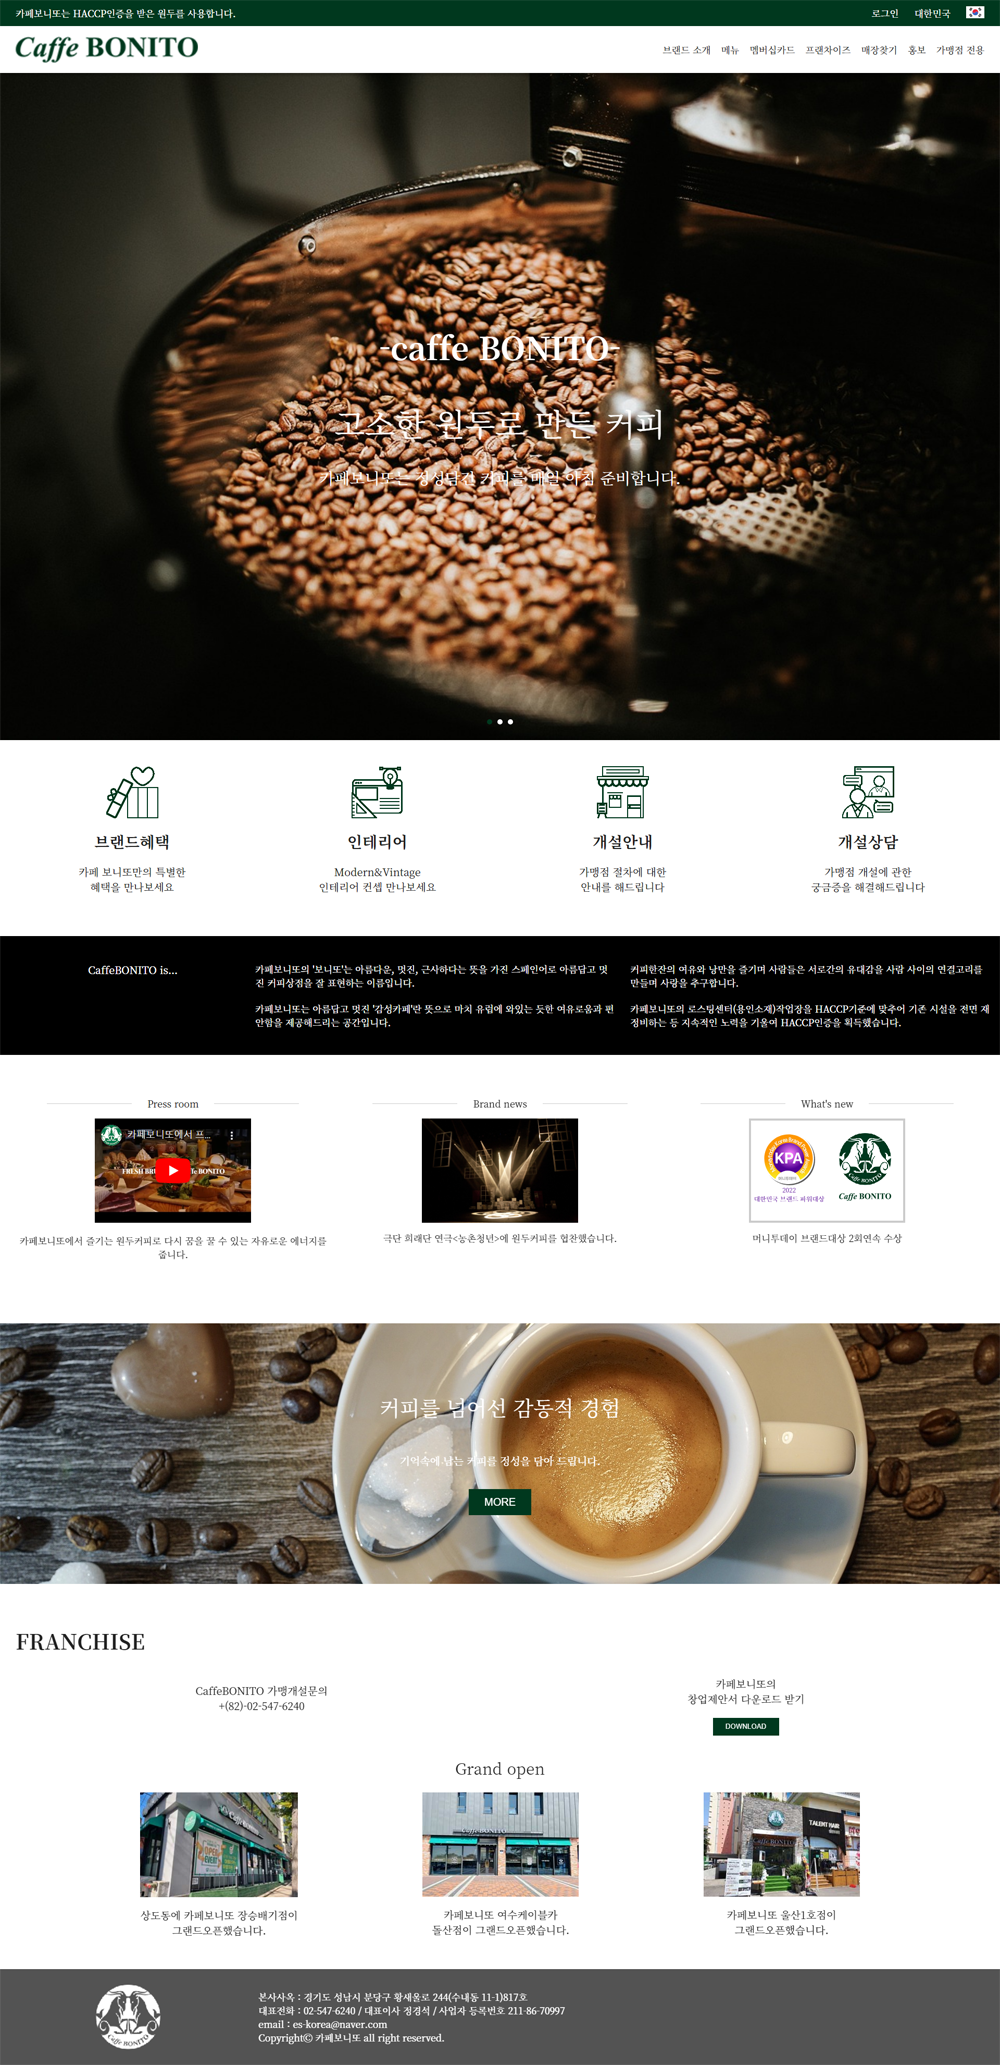 카페보니또는 HACCP인증을 받은 원두를 사용합니다.
로그인 대한민국
Caffe BONITO
브랜드 소개 메뉴 멤버십카드 프랜차이즈 매장찾기 홍보 가맹점 전용
-caffe BONITO-
고소한 원두로 만든 커피
카페보니또는 정성담긴 커피를 매일 아침 준비합니다.
브랜드혜택
카페 보니또만의 특별한
혜택을 만나보세요
인테리어
Modern&Vintage
인테리어 컨셉 만나보세요
개설안내
가맹점 절차에 대한
안내를 해드립니다
개설상담
가맹점 개설에 관한
궁금증을 해결해드립니다
CaffeBONITO is...
카페보니또의 '보니또'는 아름다운, 멋진, 근사하다는 뜻을 가진 스페인어로 아름답고 멋
진 커피상점을 잘 표현하는 이름입니다.
카페보니또는 아름답고 멋진 '감성카페'란 뜻으로 마치 유럽에 와있는 듯한 여유로움과 편
안함을 제공해드리는 공간입니다.
커피한잔의 여유와 낭만을 즐기며 사람들은 서로간의 유대감을 사람 사이의 연결고리를
만들며 사랑을 추구합니다.
카페보니또의 로스팅센터(용인소재)작업장을 HACCP기준에 맞추어 기존 시설을 전면 재
정비하는 등 지속적인 노력을 기울여 HACCP인증을 획득했습니다.
Press room
카페보니또에서 프...
FRESH BR
Fe BONITO
카페보니또에서 즐기는 원두커피로 다시 꿈을 꿀 수 있는 자유로운 에너지를
줍니다.
Brand news
극단 희래단 연극<농촌청년>에 원두커피를 협찬했습니다.
What's new
KPA
2022
대한민국 브랜드 파워대상
Caffe BONITO
Caffe BONITO
머니투데이 브랜드대상 2회연속 수상
커피를 넘어선 감동적 경험
기억속에 남는 커피를 정성을 담아 드립니다.
MORE
FRANCHISE
CaffeBONITO 가맹개설문의
+(82)-02-547-6240
카페보니또의
창업제안서 다운로드 받기
DOWNLOAD
Grand open
OPEN
EVENT
상도동에 카페보니또 장승배기점이
그랜드오픈했습니다.
Caffe BONITO
카페보니또 여수케이블카
돌산점이 그랜드오픈했습니다.
Caffe BONITO
TALENT HAIR
카페보니또 울산1호점이
그랜드오픈했습니다.
Caffe BONITO
본사사옥 : 경기도 성남시 분당구 황새울로 244(수내동 11-1)817호
대표전화 : 02-547-6240 / 대표이사 정경석 / 사업자 등록번호 211-86-70997
email : es-korea@naver.com
Copyright© 카페보니또 all right reserved.